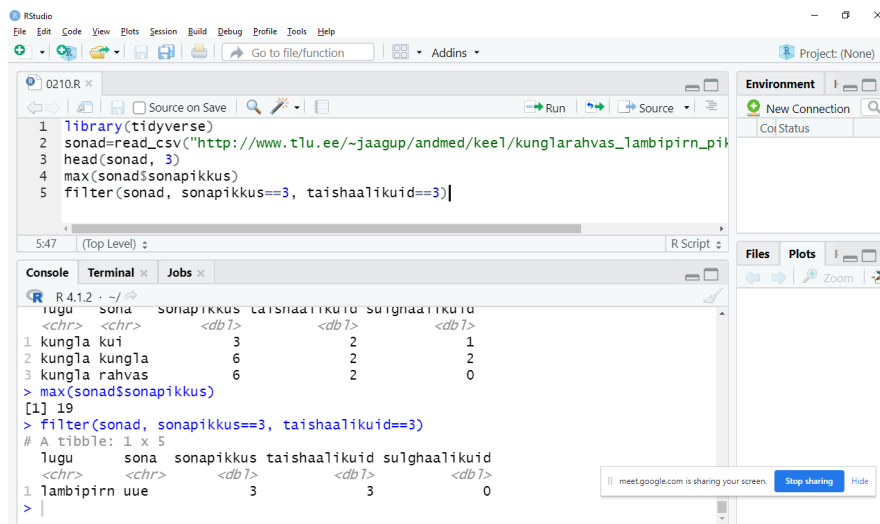 RStudio
File Edit Code View Plots Session Build Debug Profile Tools Help
Go to file/function Addins Project: (None)
0210.R
Source on Save Run Source
1 library(tidyverse)
2 sonad=read_csv("http://www.tlu.ee/~jaagup/andmed/keel/kunglarahvas_lambipirn_pik
3 head(sonad, 3)
4 max(sonad$sonapikkus)
5 filter(sonad, sonapikkus==3, taishaalikuid==3)
5:47 (Top Level) R Script
Console Terminal Jobs
R 4.1.2 · ~/
lugu sona sonapikkus taishaalikuid sulghaalikuid
<chr> <chr> <dbl> <dbl> <dbl>
1 kungla kui 3 2 1
2 kungla kungla 6 2 2
3 kungla rahvas 6 2 0
> max(sonad$sonapikkus)
[1] 19
> filter(sonad, sonapikkus==3, taishaalikuid==3)
# A tibble: 1 x 5
lugu sona sonapikkus taishaalikuid sulghaalikuid
<chr> <chr> <dbl> <dbl> <dbl>
1 lambipirn uue 3 3 0
>
Environment
New Connection
Status
Files Plots
Zoom
meet.google.com is sharing your screen. Stop sharing Hide